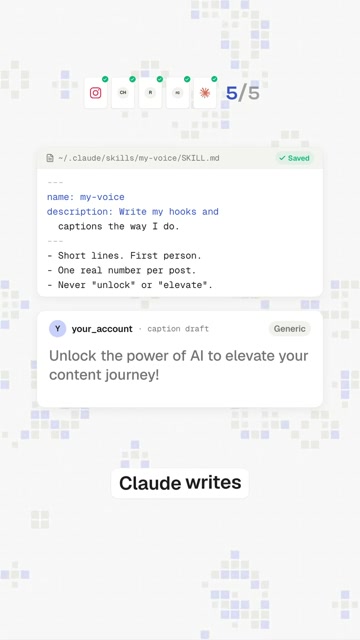 CH R HI 5/5
~/.claude/skills/my-voice/SKILL.md Saved
---
name: my-voice
description: Write my hooks and
captions the way I do.
---
- Short lines. First person.
- One real number per post.
- Never "unlock" or "elevate".
Y your_account · caption draft Generic
Unlock the power of AI to elevate your
content journey!
Claude writes